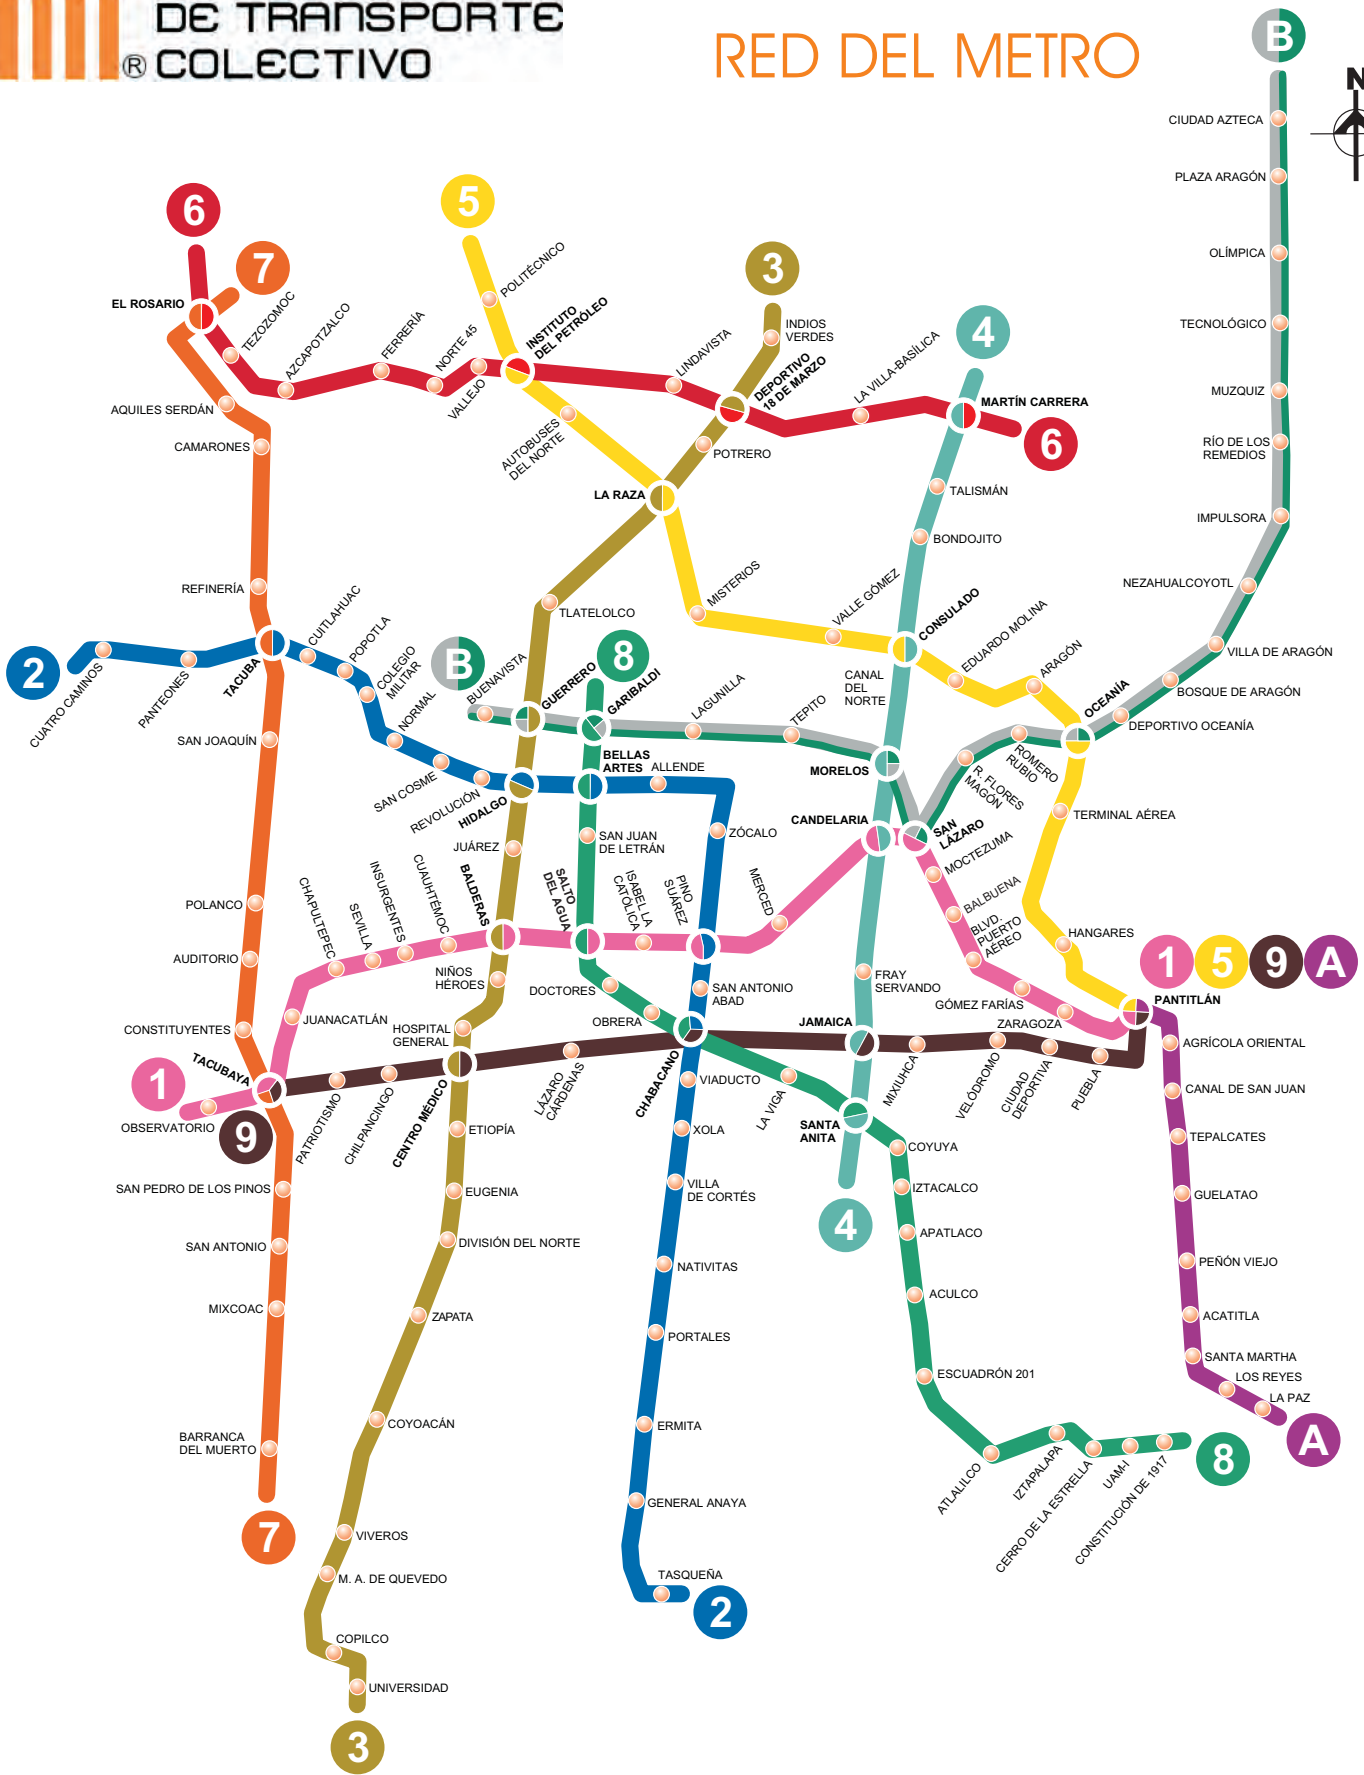 DE TRANSPORTE
® COLECTIVO
RED DEL METRO
B
N
CIUDAD AZTECA
PLAZA ARAGÓN
OLÍMPICA
TECNOLÓGICO
MUZQUIZ
RÍO DE LOS
REMEDIOS
IMPULSORA
NEZAHUALCOYOTL
VILLA DE ARAGÓN
BOSQUE DE ARAGÓN
DEPORTIVO OCEANÍA
OCEANÍA
6
7
5
3
4
EL ROSARIO
TEZOZOMOC
AZCAPOTZALCO
FERRERÍA
NORTE 45
VALLEJO
POLITÉCNICO
INSTITUTO
DEL PETRÓLEO
LINDAVISTA
INDIOS
VERDES
DEPORTIVO
18 DE MARZO
LA VILLA-BASÍLICA
MARTÍN CARRERA
6
AQUILES SERDÁN
CAMARONES
AUTOBUSES
DEL NORTE
POTRERO
LA RAZA
TALISMÁN
BONDOJITO
REFINERÍA
TLATELOLCO
MISTERIOS
VALLE GÓMEZ
CONSULADO
EDUARDO MOLINA
ARAGÓN
2
CUATRO CAMINOS
PANTEONES
TACUBA
CUITLAHUAC
POPOTLA
COLEGIO
MILITAR
NORMAL
SAN COSME
REVOLUCIÓN
HIDALGO
B
BUENAVISTA
GUERRERO
8
GARIBALDI
LAGUNILLA
TEPITO
CANAL
DEL
NORTE
MORELOS
R. FLORES
MAGÓN
ROMERO
RUBIO
SAN JOAQUÍN
BELLAS
ARTES
ALLENDE
ZÓCALO
CANDELARIA
SAN
LÁZARO
TERMINAL AÉREA
JUÁREZ
SAN JUAN
DE LETRÁN
MOCTEZUMA
BALBUENA
BLVD.
PUERTO
AÉREO
HANGARES
POLANCO
AUDITORIO
CONSTITUYENTES
CHAPULTEPEC
SEVILLA
INSURGENTES
CUAUHTÉMOC
BALDERAS
SALTO
DEL AGUA
ISABEL LA
CATÓLICA
PINO
SUÁREZ
MERCED
1
5
9
A
PANTITLÁN
NIÑOS
HÉROES
DOCTORES
OBRERA
SAN ANTONIO
ABAD
FRAY
SERVANDO
GÓMEZ FARÍAS
ZARAGOZA
JUANACATLÁN
HOSPITAL
GENERAL
JAMAICA
AGRÍCOLA ORIENTAL
1
OBSERVATORIO
TACUBAYA
9
PATRIOTISMO
CHILPANCINGO
CENTRO MÉDICO
LÁZARO
CÁRDENAS
CHABACANO
VIADUCTO
LA VIGA
SANTA
ANITA
MIXIUHCA
VELÓDROMO
CIUDAD
DEPORTIVA
PUEBLA
CANAL DE SAN JUAN
TEPALCATES
GUELATAO
PEÑÓN VIEJO
ACATITLA
SANTA MARTHA
LOS REYES
LA PAZ
A
ETIOPÍA
XOLA
COYUYA
SAN PEDRO DE LOS PINOS
EUGENIA
VILLA
DE CORTÉS
IZTACALCO
4
APATLACO
SAN ANTONIO
DIVISIÓN DEL NORTE
NATIVITAS
ACULCO
MIXCOAC
ZAPATA
PORTALES
ESCUADRÓN 201
COYOACÁN
ERMITA
BARRANCA
DEL MUERTO
7
ATLALILCO
IZTAPALAPA
CERRO DE LA ESTRELLA
UAM-I
CONSTITUCIÓN DE 1917
8
GENERAL ANAYA
VIVEROS
M. A. DE QUEVEDO
TASQUEÑA
2
COPILCO
UNIVERSIDAD
3